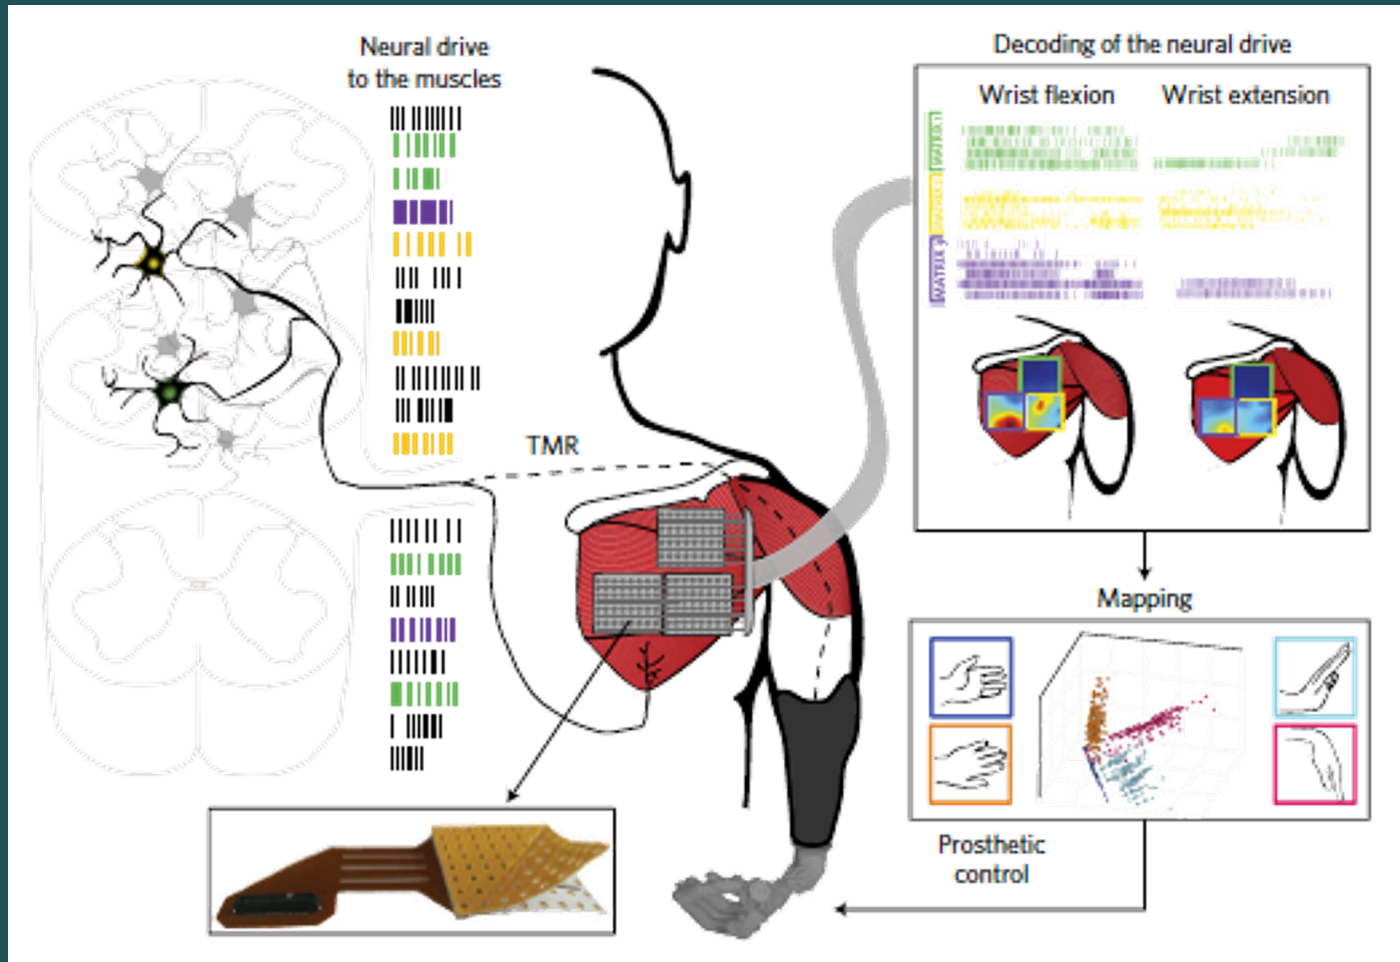 Neural drive
to the muscles
TMR
Decoding of the neural drive
Wrist flexion
Wrist extension
Mapping
Prosthetic
control